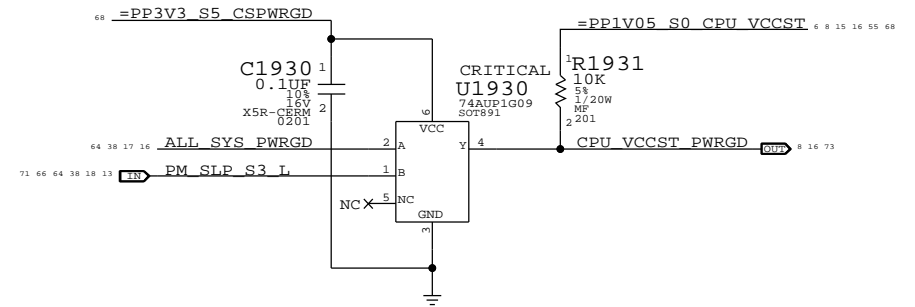 68 =PP3V3_S5_CSPWRGD
=PP1V05_S0_CPU_VCCST 6 8 15 16 55 68
C1930 1
0.1UF
10%
16V
X5R-CERM 2
0201
CRITICAL
U1930
74AUP1G09
SOT891
1 R1931
10K
5%
1/20W
MF
2 201
6
VCC
64 38 17 16 ALL_SYS_PWRGD 2 A
Y 4 CPU_VCCST_PWRGD OUT 8 16 73
71 66 64 38 18 13 IN PM_SLP_S3_L 1 B
NC 5 NC
GND
3